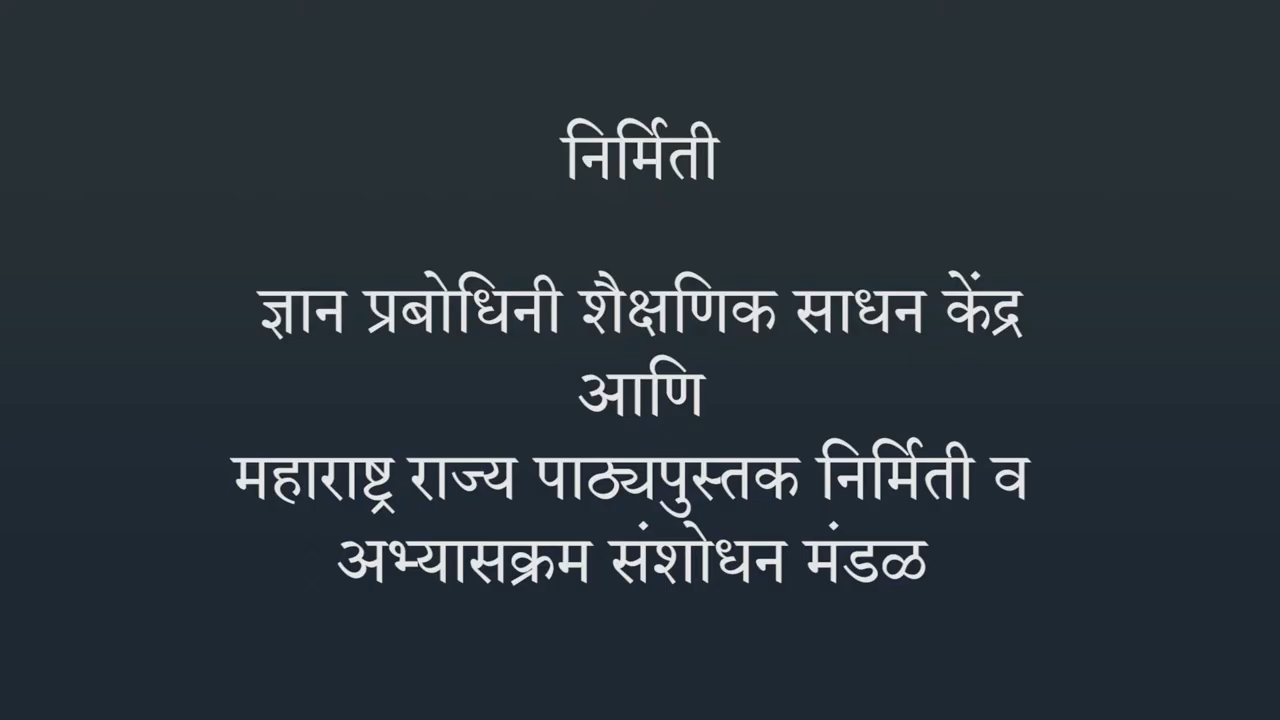 निर्मिती
ज्ञान प्रबोधिनी शैक्षणिक साधन केंद्र
आणि
महाराष्ट्र राज्य पाठ्यपुस्तक निर्मिती व
अभ्यासक्रम संशोधन मंडळ